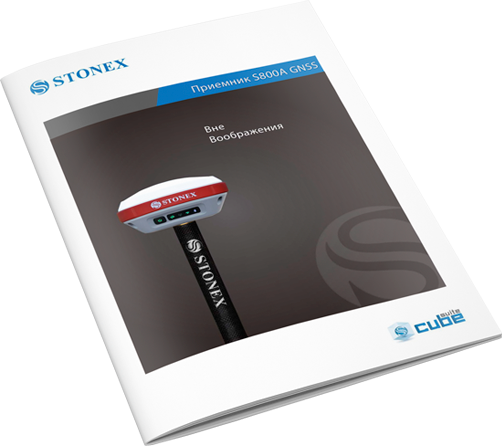 STONEX
Приемник S800A GNSS
Вне
Воображения
STONEX
STONEX
suite
cube